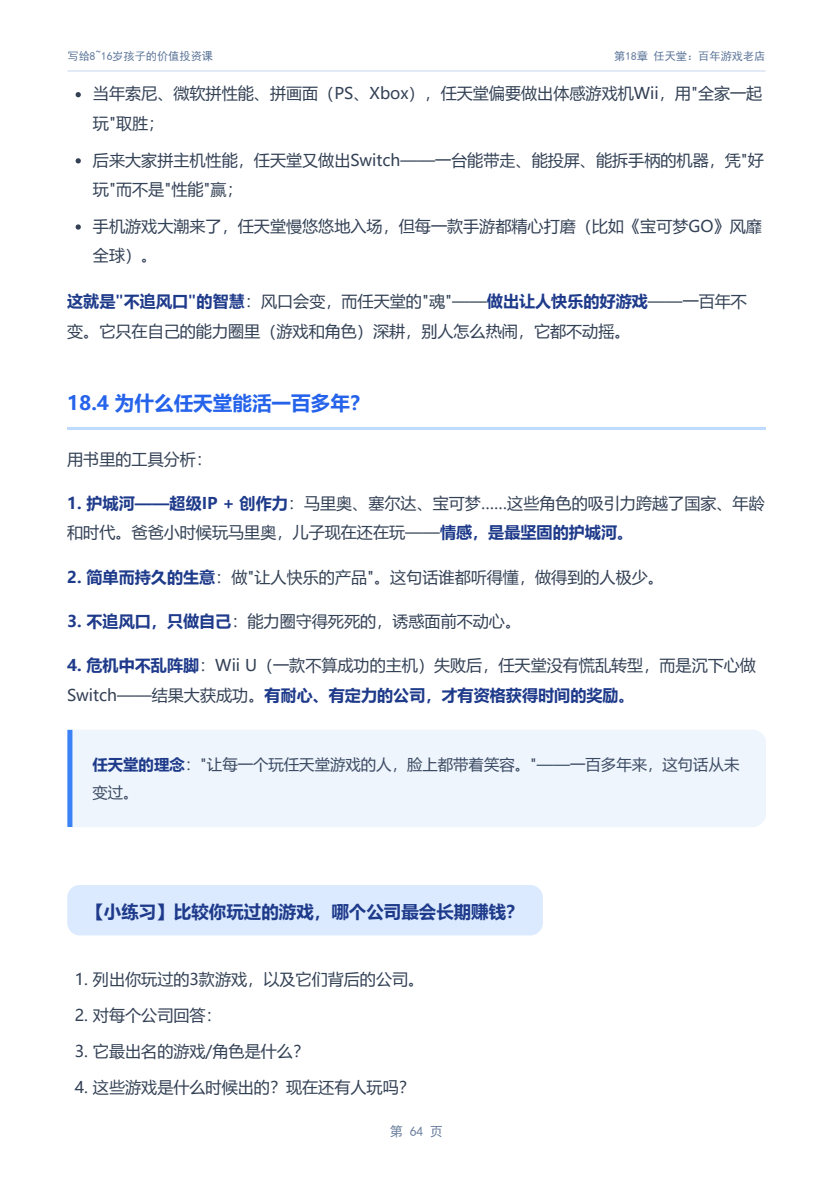 写给8~16岁孩子的价值投资课
第18章 任天堂：百年游戏老店
• 当年索尼、微软拼性能、拼画面（PS、Xbox），任天堂偏要做出体感游戏机Wii，用"全家一起
玩"取胜；
• 后来大家拼主机性能，任天堂又做出Switch——一台能带走、能投屏、能拆手柄的机器，凭"好
玩"而不是"性能"赢；
• 手机游戏大潮来了，任天堂慢悠悠地入场，但每一款手游都精心打磨（比如《宝可梦GO》风靡
全球）。
这就是"不追风口"的智慧：风口会变，而任天堂的"魂"——做出让人快乐的好游戏——一百年不
变。它只在自己的能力圈里（游戏和角色）深耕，别人怎么热闹，它都不动摇。
18.4 为什么任天堂能活一百多年？
用书里的工具分析：
1. 护城河——超级IP + 创作力：马里奥、塞尔达、宝可梦……这些角色的吸引力跨越了国家、年龄
和时代。爸爸小时候玩马里奥，儿子现在还在玩——情感，是最坚固的护城河。
2. 简单而持久的生意：做"让人快乐的产品"。这句话谁都听得懂，做得到的人极少。
3. 不追风口，只做自己：能力圈守得死死的，诱惑面前不动心。
4. 危机中不乱阵脚：Wii U（一款不算成功的主机）失败后，任天堂没有慌乱转型，而是沉下心做
Switch——结果大获成功。有耐心、有定力的公司，才有资格获得时间的奖励。
任天堂的理念："让每一个玩任天堂游戏的人，脸上都带着笑容。"——一百多年来，这句话从未
变过。
【小练习】比较你玩过的游戏，哪个公司最会长期赚钱？
1. 列出你玩过的3款游戏，以及它们背后的公司。
2. 对每个公司回答：
3. 它最出名的游戏/角色是什么？
4. 这些游戏是什么时候出的？现在还有人玩吗？
第 64 页